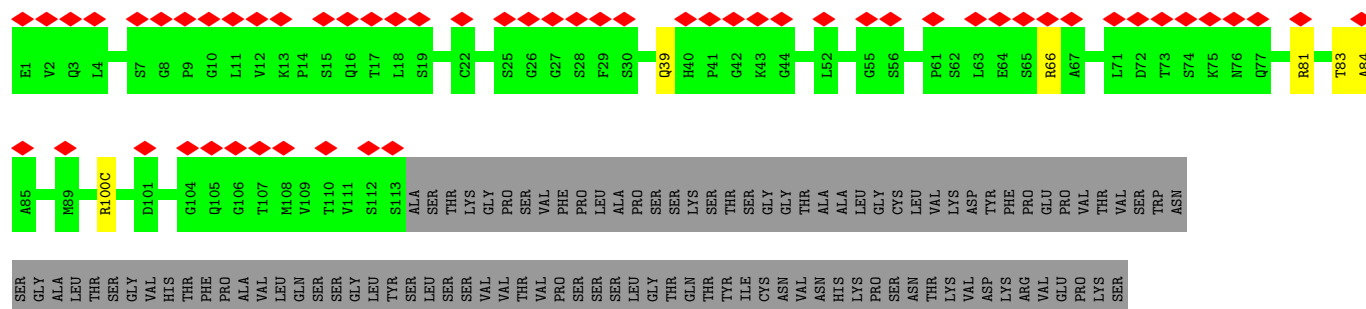 E1 V2 Q3 L4 S7 G8 P9 G10 L11 V12 K13 P14 S15 Q16 T17 L18 S19 C22 S25 G26 G27 S28 F29 S30 Q39 H40 P41 G42 K43 G44 L52 G55 S56 P61 S62 L63 E64 S65 R66 A67 L71 D72 T73 S74 K75 N76 Q77 R81 T83 A84
A85 M89 R100C D101 G104 Q105 G106 T107 M108 V109 T110 V111 S112 S113 ALA SER THR LYS GLY PRO SER VAL PHE PRO LEU ALA PRO SER SER LYS SER THR SER GLY GLY THR ALA ALA LEU GLY CYS LEU VAL LYS ASP TYR PHE PRO GLU PRO VAL THR VAL SER TRP ASN
SER GLY ALA LEU THR SER GLY VAL HIS THR PHE PRO ALA VAL LEU GLN SER SER GLY LEU TYR SER LEU SER SER VAL VAL THR VAL PRO SER SER SER LEU GLY THR GLN THR TYR ILE CYS ASN VAL ASN HIS LYS PRO SER ASN THR LYS VAL ASP LYS ARG VAL GLU PRO LYS SER